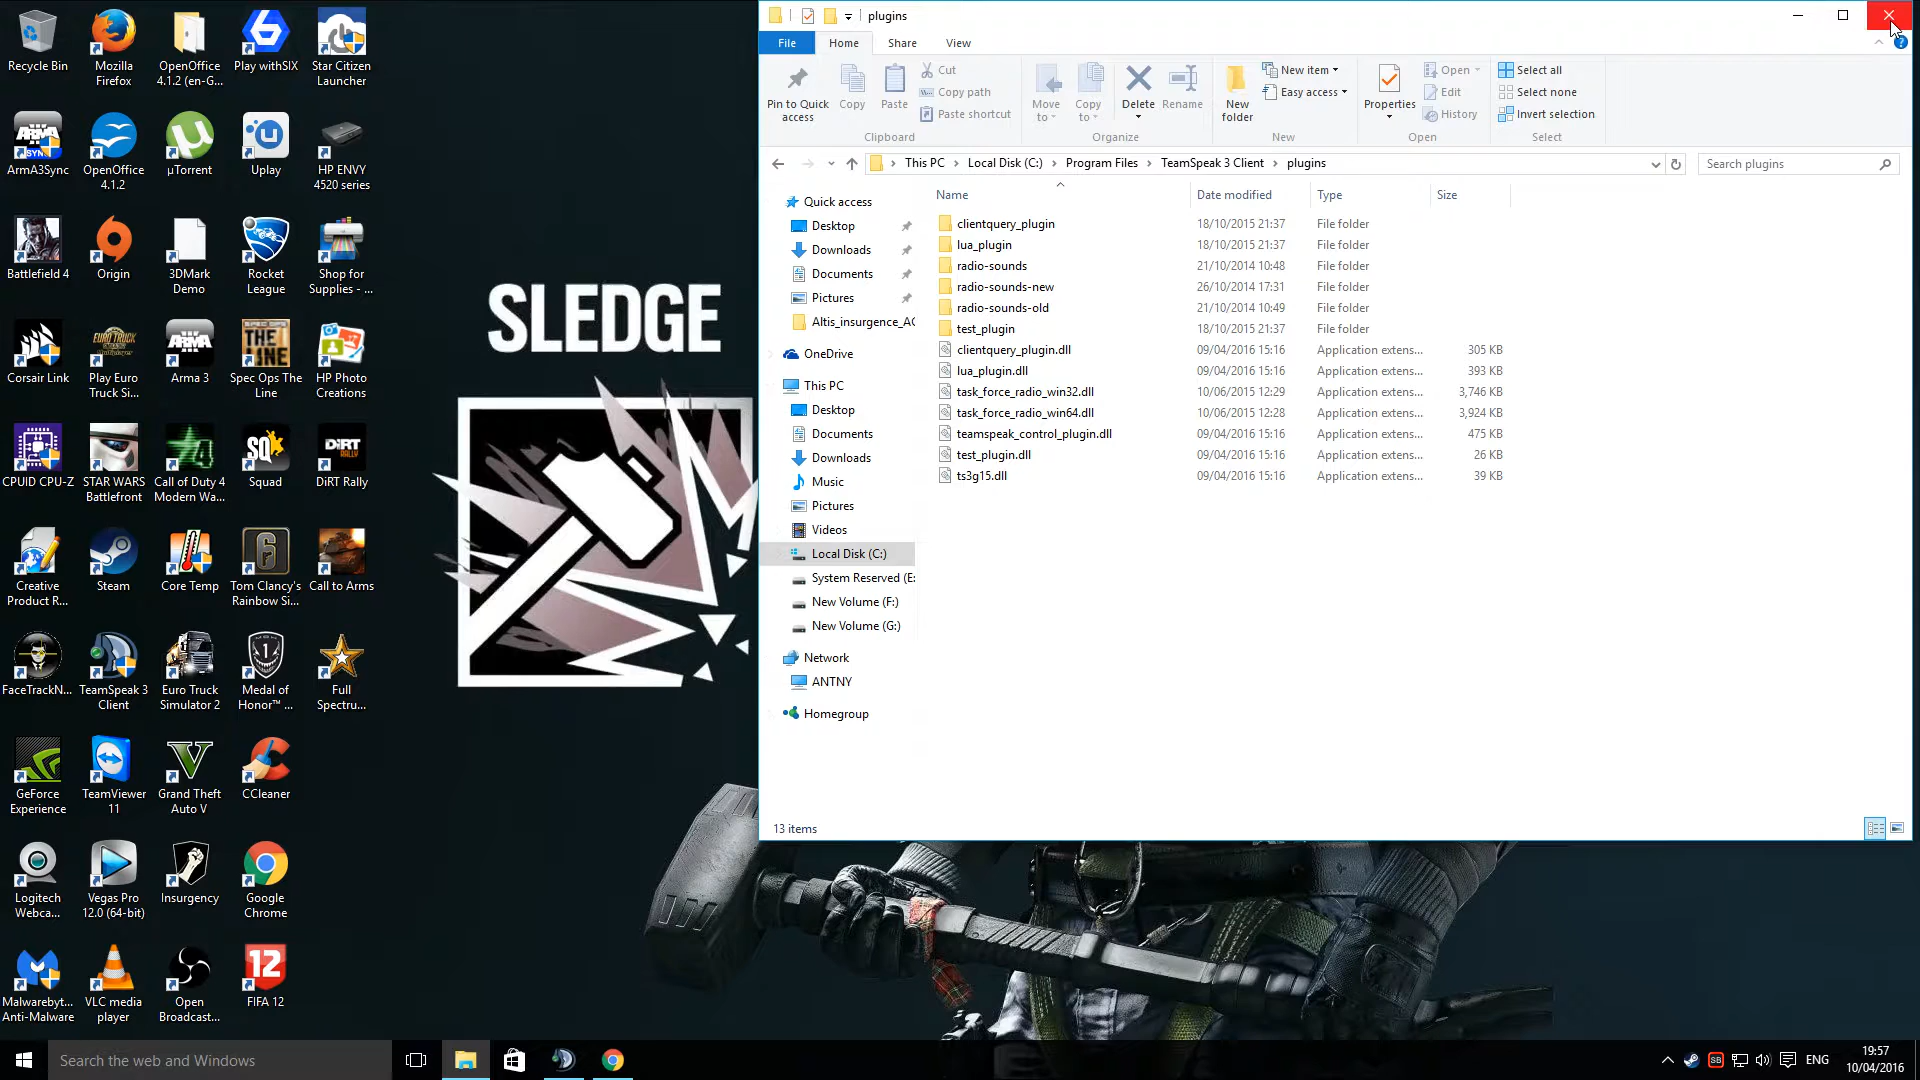 Recycle Bin
Mozilla
Firefox
OpenOffice
4.1.2 (en-G...
Play withSIX
Star Citizen
Launcher
ArmA3Sync
OpenOffice
4.1.2
µTorrent
Uplay
HP ENVY
4520 series
Battlefield 4
Origin
3DMark
Demo
Rocket
League
Shop for
Supplies - ...
Corsair Link
Play Euro
Truck Si...
Arma 3
Spec Ops The
Line
HP Photo
Creations
CPUID CPU-Z
STAR WARS
Battlefront
Call of Duty 4
Modern Wa...
Squad
DiRT Rally
Creative
Product R...
Steam
Core Temp
Tom Clancy's
Rainbow Si...
Call to Arms
FaceTrackN...
TeamSpeak 3
Client
Euro Truck
Simulator 2
Medal of
Honor™ ...
Full
Spectru...
GeForce
Experience
TeamViewer
11
Grand Theft
Auto V
CCleaner
Logitech
Webca...
Vegas Pro
12.0 (64-bit)
Insurgency
Google
Chrome
Malwarebyt...
Anti-Malware
VLC media
player
Open
Broadcast...
FIFA 12
SLEDGE
plugins
File
Home
Share
View
Pin to Quick
access
Copy
Paste
Cut
Copy path
Paste shortcut
Clipboard
Move
to
Copy
to
Delete
Rename
Organize
New
folder
New item
Easy access
New
Properties
Open
Edit
History
Open
Select all
Select none
Invert selection
Select
This PC
Local Disk (C:)
Program Files
TeamSpeak 3 Client
plugins
Search plugins
Quick access
Desktop
Downloads
Documents
Pictures
Altis_insurgence_AC
OneDrive
This PC
Desktop
Documents
Downloads
Music
Pictures
Videos
Local Disk (C:)
System Reserved (E:
New Volume (F:)
New Volume (G:)
Network
ANTNY
Homegroup
Name Date modified Type Size
clientquery_plugin 18/10/2015 21:37 File folder
lua_plugin 18/10/2015 21:37 File folder
radio-sounds 21/10/2014 10:48 File folder
radio-sounds-new 26/10/2014 17:31 File folder
radio-sounds-old 21/10/2014 10:49 File folder
test_plugin 18/10/2015 21:37 File folder
clientquery_plugin.dll 09/04/2016 15:16 Application extens... 305 KB
lua_plugin.dll 09/04/2016 15:16 Application extens... 393 KB
task_force_radio_win32.dll 10/06/2015 12:29 Application extens... 3,746 KB
task_force_radio_win64.dll 10/06/2015 12:28 Application extens... 3,924 KB
teamspeak_control_plugin.dll 09/04/2016 15:16 Application extens... 475 KB
test_plugin.dll 09/04/2016 15:16 Application extens... 26 KB
ts3g15.dll 09/04/2016 15:16 Application extens... 39 KB
13 items
Search the web and Windows
ENG
19:57
10/04/2016